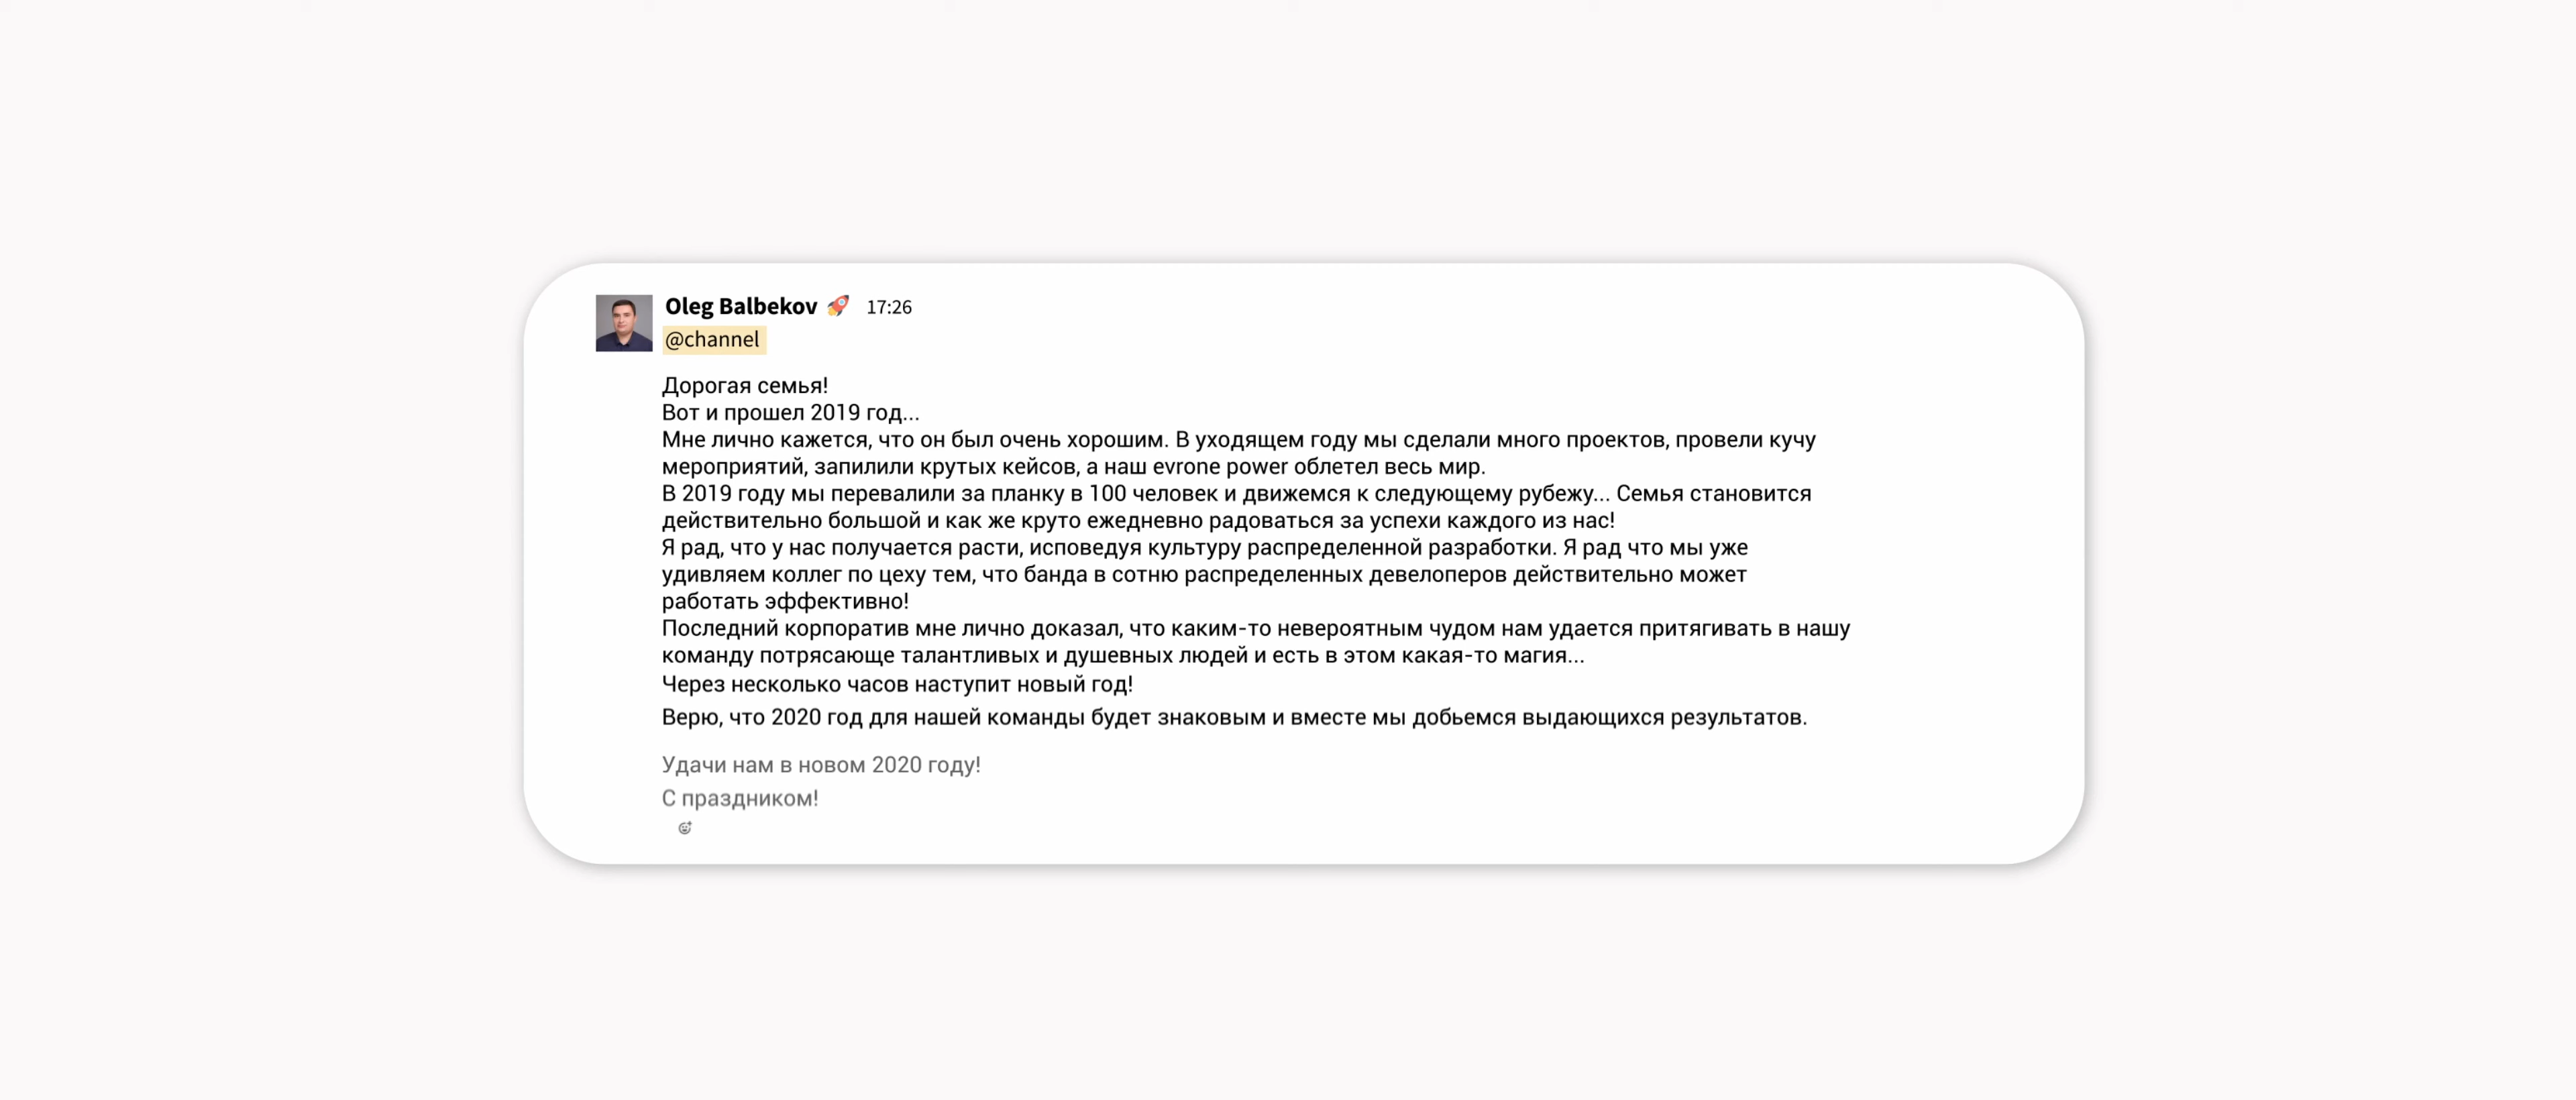 Oleg Balbekov 🚀 17:26
@channel
Дорогая семья!
Вот и прошел 2019 год...
Мне лично кажется, что он был очень хорошим. В уходящем году мы сделали много проектов, провели кучу
мероприятий, запилили крутых кейсов, а наш evrone power облетел весь мир.
В 2019 году мы перевалили за планку в 100 человек и движемся к следующему рубежу... Семья становится
действительно большой и как же круто ежедневно радоваться за успехи каждого из нас!
Я рад, что у нас получается расти, исповедуя культуру распределенной разработки. Я рад что мы уже
удивляем коллег по цеху тем, что банда в сотню распределенных девелоперов действительно может
работать эффективно!
Последний корпоратив мне лично доказал, что каким-то невероятным чудом нам удается притягивать в нашу
команду потрясающе талантливых и душевных людей и есть в этом какая-то магия...
Через несколько часов наступит новый год!
Верю, что 2020 год для нашей команды будет знаковым и вместе мы добьемся выдающихся результатов.
Удачи нам в новом 2020 году!
С праздником!